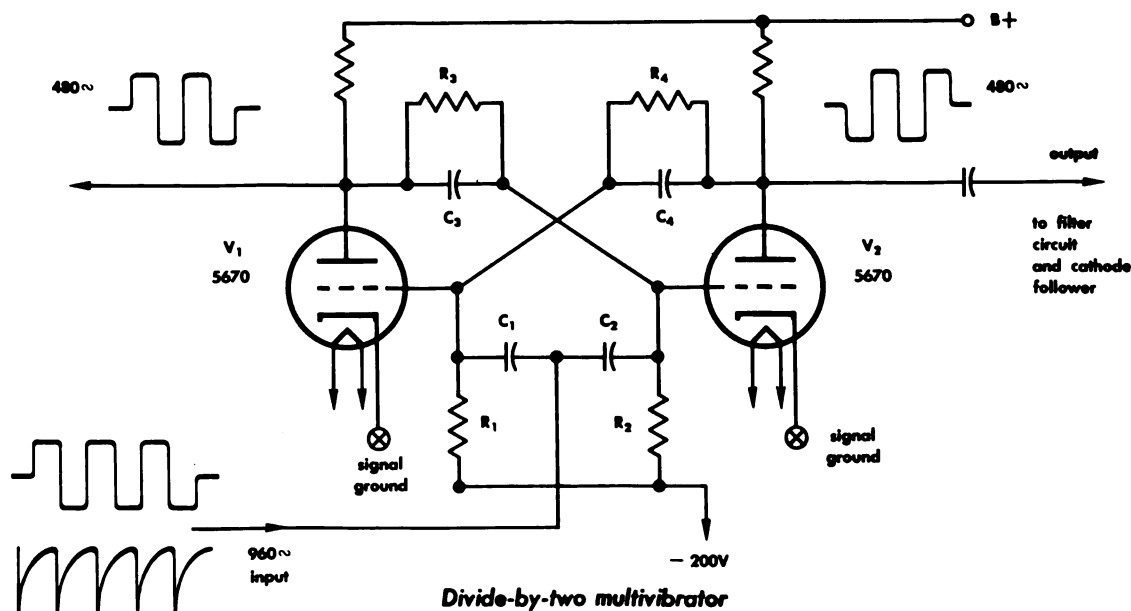 B+
480~
R3
R4
480~
output
C3
C4
to filter
circuit
and cathode
follower
V1
5670
V2
5670
C1
C2
R1
R2
signal
ground
signal
ground
960~
input
– 200V
Divide-by-two multivibrator